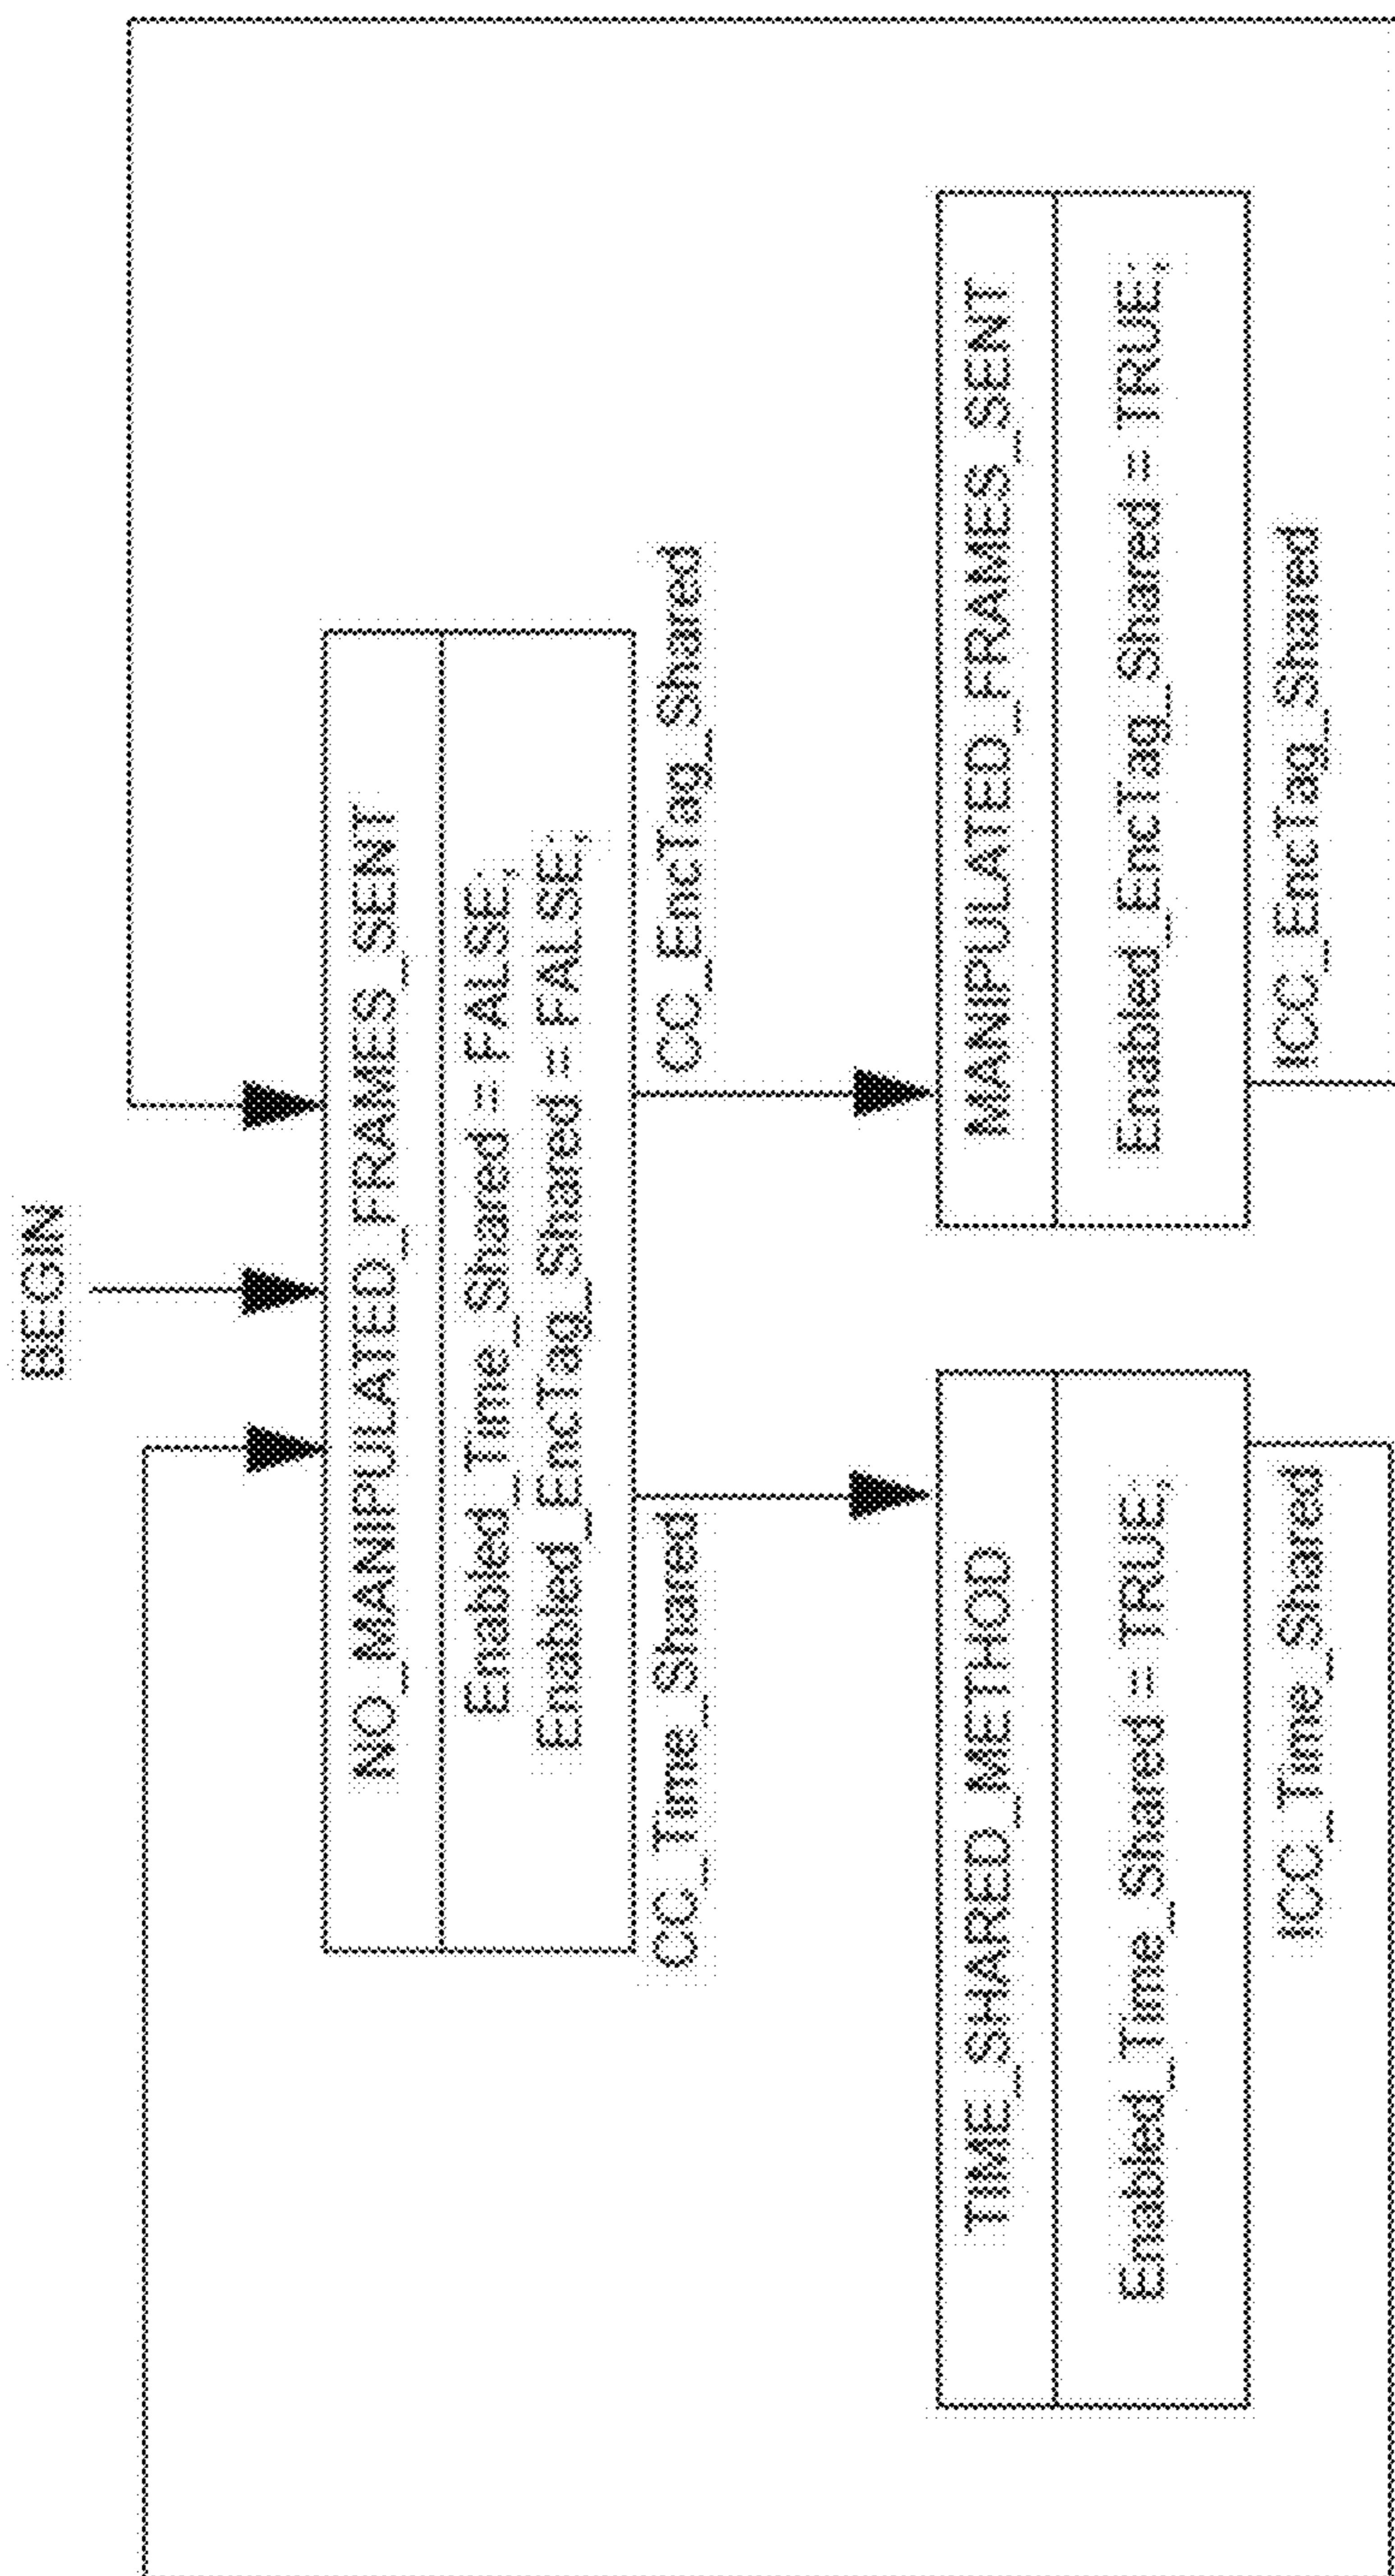 BEGIN
NO_MANIPULATED_FRAMES_SENT
Enabled_Time_Shared = FALSE;
Enabled_EncTag_Shared = FALSE;
CC_Time_Shared
CC_EncTag_Shared
TIME_SHARED_METHOD
Enabled_Time_Shared = TRUE;
ICC_Time_Shared
MANIPULATED_FRAMES_SENT
Enabled_EncTag_Shared = TRUE;
ICC_EncTag_Shared